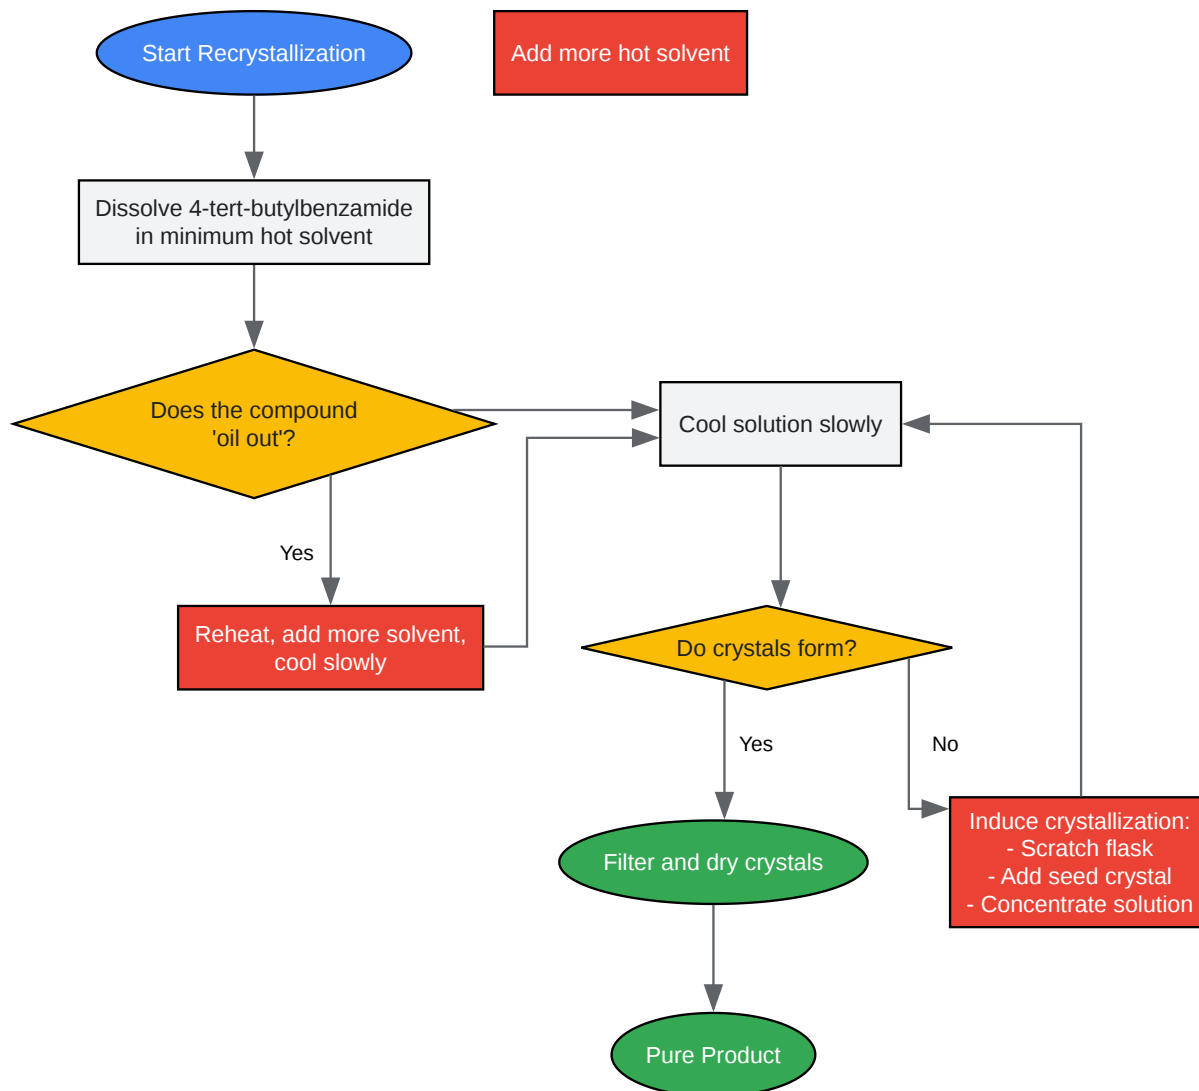 Start Recrystallization
Add more hot solvent
Dissolve 4-tert-butylbenzamide
in minimum hot solvent
Does the compound
'oil out'?
Cool solution slowly
Yes
Reheat, add more solvent,
cool slowly
Do crystals form?
Yes
No
Induce crystallization:
- Scratch flask
- Add seed crystal
- Concentrate solution
Filter and dry crystals
Pure Product